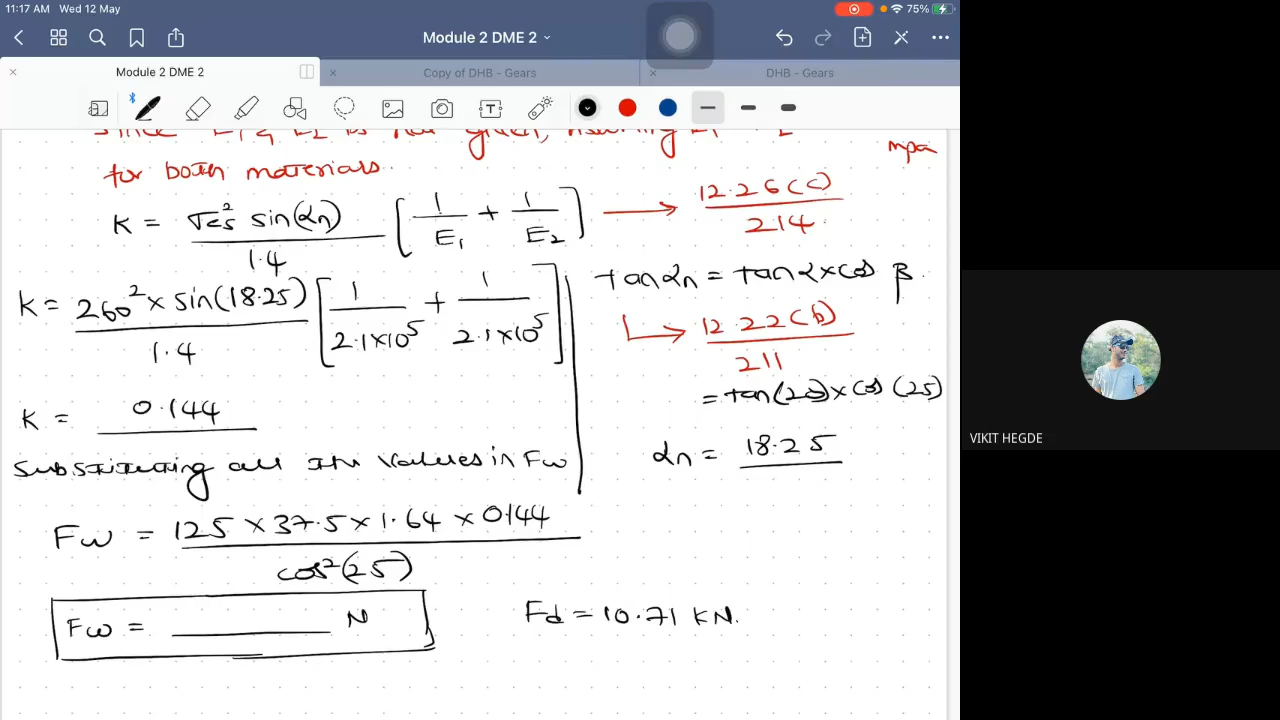 11:17 AM Wed 12 May
75%
Module 2 DME 2
Module 2 DME 2
Copy of DHB - Gears
DHB - Gears
T
mpa
for both materials.
K = σes² sin(αn) / 1.4 [ 1/E1 + 1/E2 ] → 12.26(c) / 214
K = 260² × sin(18.25) / 1.4 [ 1/2.1×10⁵ + 1/2.1×10⁵ ]
K = 0.144
substituting all the values in Fω
Fω = 125 × 37.5 × 1.64 × 0.144 / cos²(25)
Fω = ____ N
tan αn = tan α × cos β
→ 12.22(b) / 211
= tan(20) × cos (25)
αn = 18.25
Fd = 10.71 KN.
VIKIT HEGDE